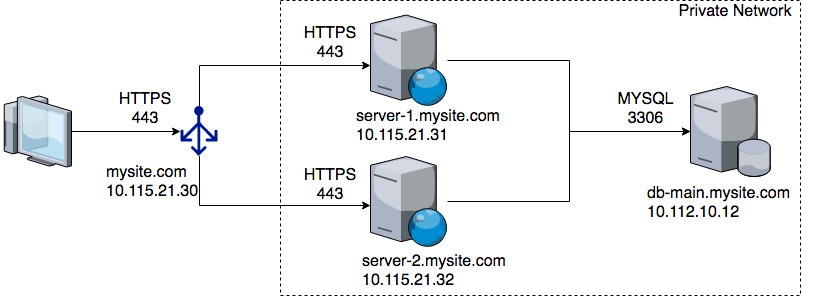 Private Network
HTTPS
443
server-1.mysite.com
10.115.21.31
HTTPS
443
mysite.com
10.115.21.30
MYSQL
3306
db-main.mysite.com
10.112.10.12
HTTPS
443
server-2.mysite.com
10.115.21.32